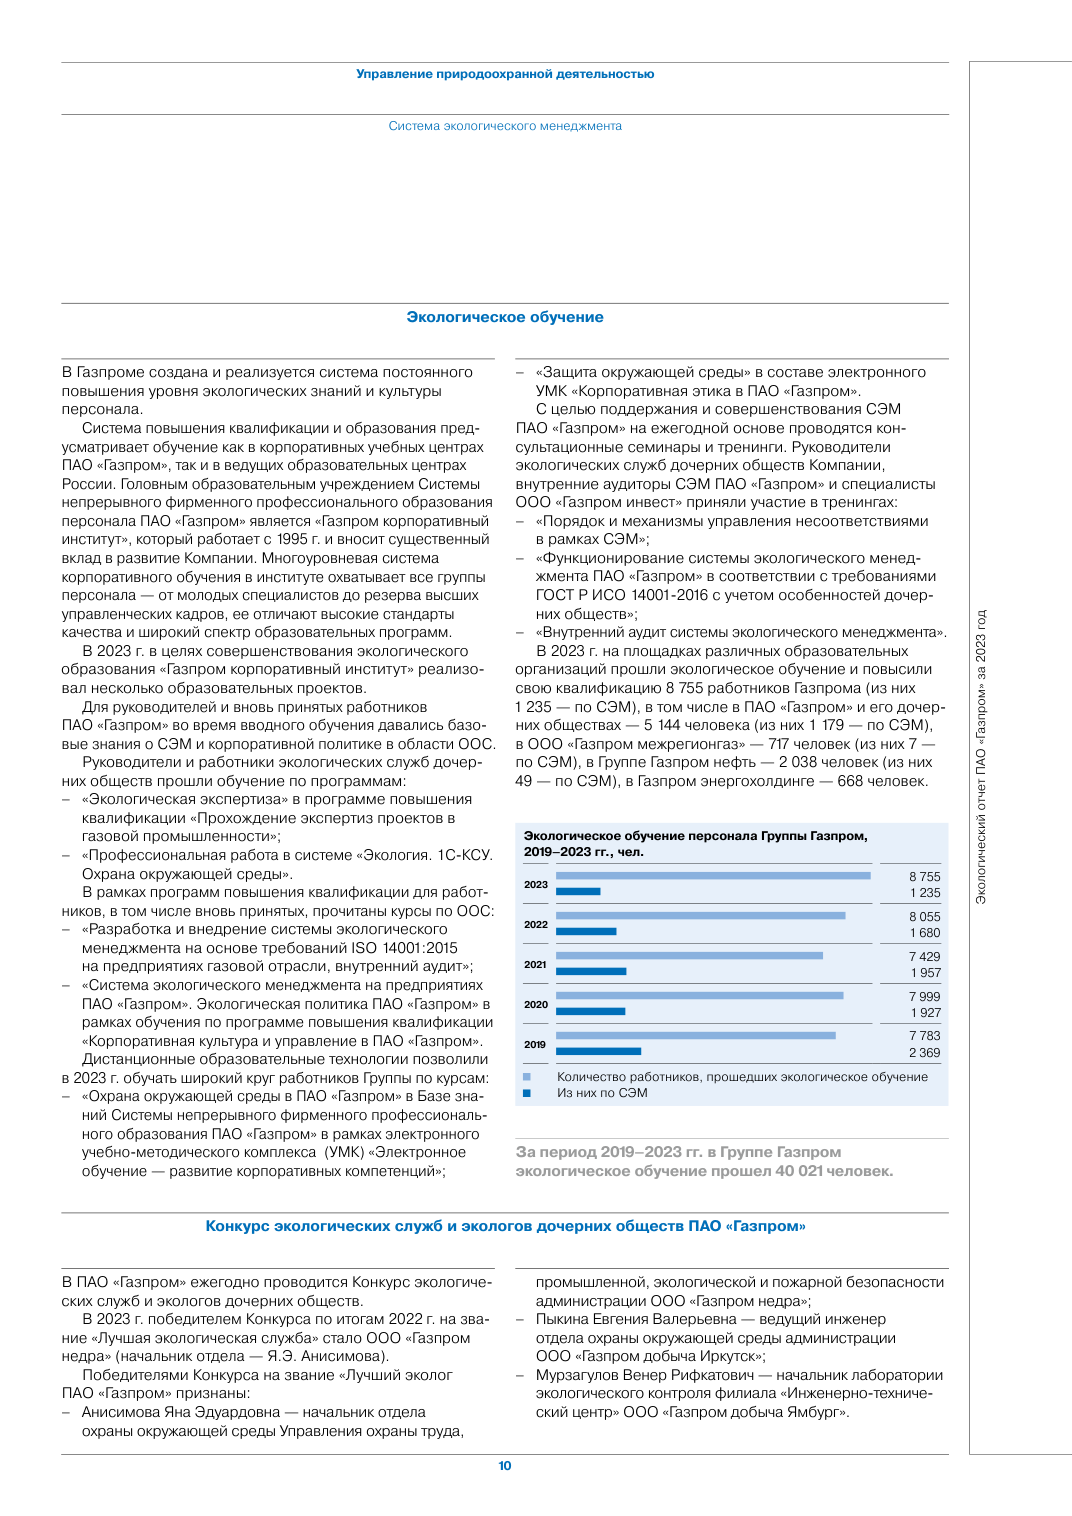 Управление природоохранной деятельностью
Система экологического менеджмента
Экологическое обучение
В Газпроме создана и реализуется система постоянного
повышения уровня экологических знаний и культуры
персонала.
Система повышения квалификации и образования пред-
усматривает обучение как в корпоративных учебных центрах
ПАО «Газпром», так и в ведущих образовательных центрах
России. Головным образовательным учреждением Системы
непрерывного фирменного профессионального образования
персонала ПАО «Газпром» является «Газпром корпоративный
институт», который работает с 1995 г. и вносит существенный
вклад в развитие Компании. Многоуровневая система
корпоративного обучения в институте охватывает все группы
персонала — от молодых специалистов до резерва высших
управленческих кадров, ее отличают высокие стандарты
качества и широкий спектр образовательных программ.
В 2023 г. в целях совершенствования экологического
образования «Газпром корпоративный институт» реализо-
вал несколько образовательных проектов.
Для руководителей и вновь принятых работников
ПАО «Газпром» во время вводного обучения давались базо-
вые знания о СЭМ и корпоративной политике в области ООС.
Руководители и работники экологических служб дочер-
них обществ прошли обучение по программам:
– «Экологическая экспертиза» в программе повышения
квалификации «Прохождение экспертиз проектов в
газовой промышленности»;
– «Профессиональная работа в системе «Экология. 1С-КСУ.
Охрана окружающей среды».
В рамках программ повышения квалификации для работ-
ников, в том числе вновь принятых, прочитаны курсы по ООС:
– «Разработка и внедрение системы экологического
менеджмента на основе требований ISO 14001:2015
на предприятиях газовой отрасли, внутренний аудит»;
– «Система экологического менеджмента на предприятиях
ПАО «Газпром». Экологическая политика ПАО «Газпром» в
рамках обучения по программе повышения квалификации
«Корпоративная культура и управление в ПАО «Газпром».
Дистанционные образовательные технологии позволили
в 2023 г. обучать широкий круг работников Группы по курсам:
– «Охрана окружающей среды в ПАО «Газпром» в Базе зна-
ний Системы непрерывного фирменного профессиональ-
ного образования ПАО «Газпром» в рамках электронного
учебно-методического комплекса (УМК) «Электронное
обучение — развитие корпоративных компетенций»;
– «Защита окружающей среды» в составе электронного
УМК «Корпоративная этика в ПАО «Газпром».
С целью поддержания и совершенствования СЭМ
ПАО «Газпром» на ежегодной основе проводятся кон-
сультационные семинары и тренинги. Руководители
экологических служб дочерних обществ Компании,
внутренние аудиторы СЭМ ПАО «Газпром» и специалисты
ООО «Газпром инвест» приняли участие в тренингах:
– «Порядок и механизмы управления несоответствиями
в рамках СЭМ»;
– «Функционирование системы экологического менед-
жмента ПАО «Газпром» в соответствии с требованиями
ГОСТ Р ИСО 14001-2016 с учетом особенностей дочер-
них обществ»;
– «Внутренний аудит системы экологического менеджмента».
В 2023 г. на площадках различных образовательных
организаций прошли экологическое обучение и повысили
свою квалификацию 8 755 работников Газпрома (из них
1 235 — по СЭМ), в том числе в ПАО «Газпром» и его дочер-
них обществах — 5 144 человека (из них 1 179 — по СЭМ),
в ООО «Газпром межрегионгаз» — 717 человек (из них 7 —
по СЭМ), в Группе Газпром нефть — 2 038 человек (из них
49 — по СЭМ), в Газпром энергохолдинге — 668 человек.
Экологическое обучение персонала Группы Газпром,
2019–2023 гг., чел.
2023 8 755
1 235
2022 8 055
1 680
2021 7 429
1 957
2020 7 999
1 927
2019 7 783
2 369
Количество работников, прошедших экологическое обучение
Из них по СЭМ
За период 2019–2023 гг. в Группе Газпром
экологическое обучение прошел 40 021 человек.
Конкурс экологических служб и экологов дочерних обществ ПАО «Газпром»
В ПАО «Газпром» ежегодно проводится Конкурс экологиче-
ских служб и экологов дочерних обществ.
В 2023 г. победителем Конкурса по итогам 2022 г. на зва-
ние «Лучшая экологическая служба» стало ООО «Газпром
недра» (начальник отдела — Я.Э. Анисимова).
Победителями Конкурса на звание «Лучший эколог
ПАО «Газпром» признаны:
– Анисимова Яна Эдуардовна — начальник отдела
охраны окружающей среды Управления охраны труда,
промышленной, экологической и пожарной безопасности
администрации ООО «Газпром недра»;
– Пыкина Евгения Валерьевна — ведущий инженер
отдела охраны окружающей среды администрации
ООО «Газпром добыча Иркутск»;
– Мурзагулов Венер Рифкатович — начальник лаборатории
экологического контроля филиала «Инженерно-техниче-
ский центр» ООО «Газпром добыча Ямбург».
10
Экологический отчет ПАО «Газпром» за 2023 год